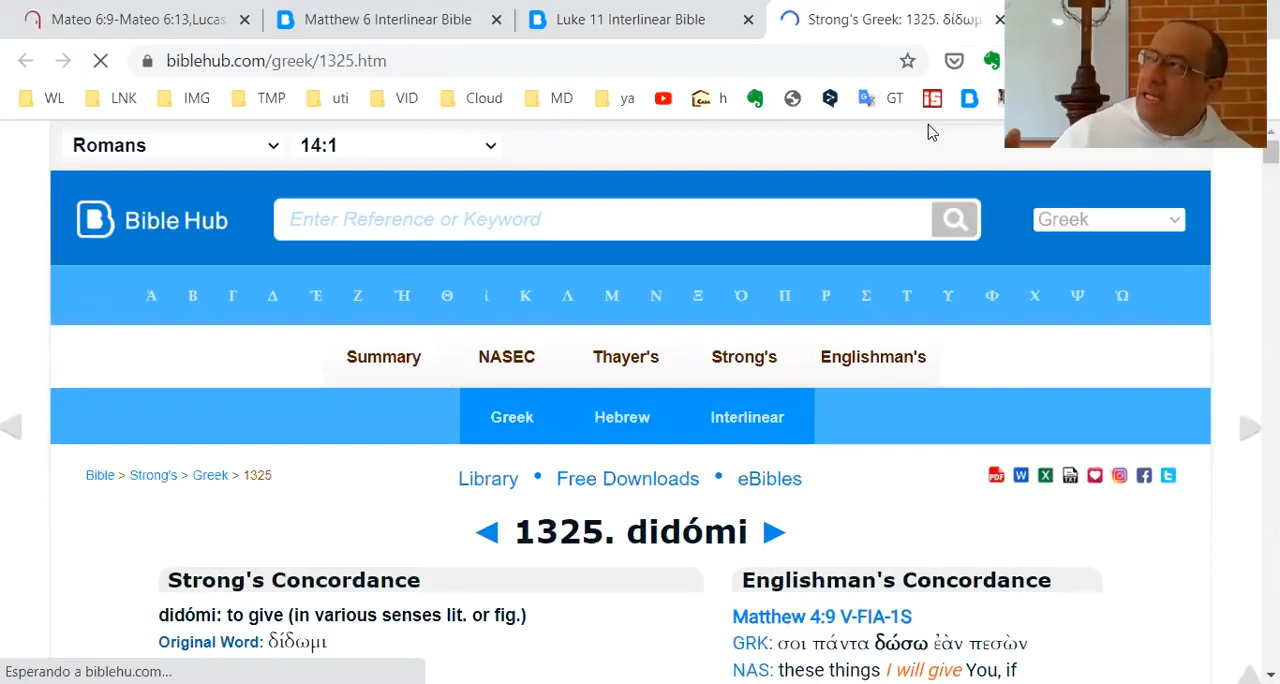 Mateo 6:9-Mateo 6:13,Lucas
Matthew 6 Interlinear Bible
Luke 11 Interlinear Bible
Strong's Greek: 1325. δίδωμ
biblehub.com/greek/1325.htm
WL LNK IMG TMP uti VID Cloud MD ya h GT
Romans 14:1
Bible Hub
Enter Reference or Keyword
Greek
Ἀ Β Γ Δ Ἐ Ζ Ἡ Θ ἰ Κ Λ Μ Ν Ξ Ὀ Π Ρ Σ Τ Υ Φ Χ Ψ Ὠ
Summary NASEC Thayer's Strong's Englishman's
Greek Hebrew Interlinear
Bible > Strong's > Greek > 1325
Library • Free Downloads • eBibles
◄ 1325. didómi ►
Strong's Concordance
didómi: to give (in various senses lit. or fig.)
Original Word: δίδωμι
Englishman's Concordance
Matthew 4:9 V-FIA-1S
GRK: σοι πάντα δώσω ἐὰν πεσὼν
NAS: these things I will give You, if
Esperando a biblehu.com...